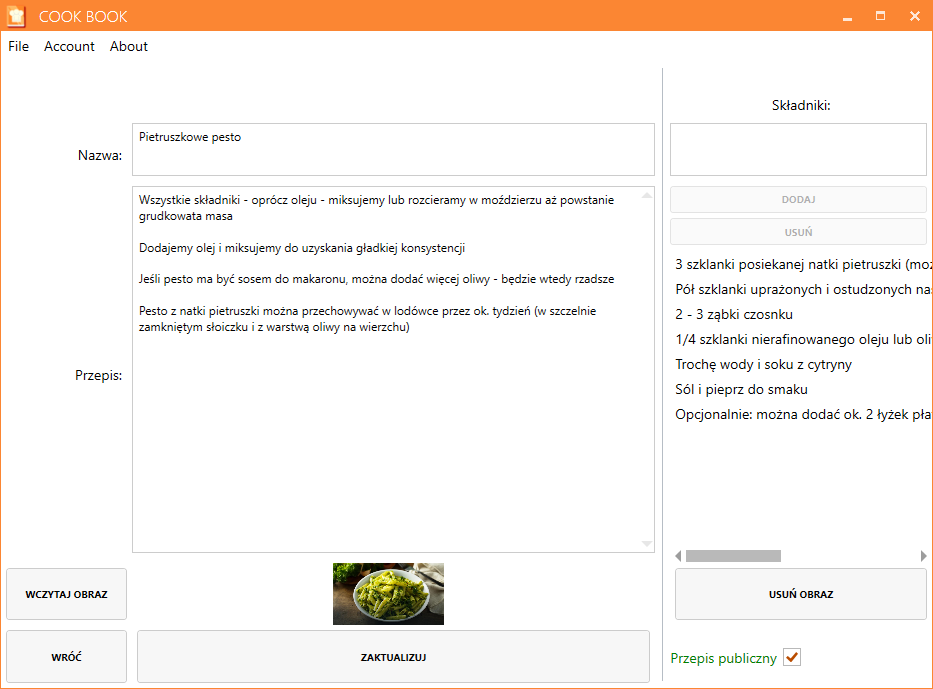 COOK BOOK
File Account About
Składniki:
Nazwa:
Pietruszkowe pesto
DODAJ
USUŃ
Przepis:
Wszystkie składniki - oprócz oleju - miksujemy lub rozcieramy w moździerzu aż powstanie
grudkowata masa
Dodajemy olej i miksujemy do uzyskania gładkiej konsystencji
Jeśli pesto ma być sosem do makaronu, można dodać więcej oliwy - będzie wtedy rzadsze
Pesto z natki pietruszki można przechowywać w lodówce przez ok. tydzień (w szczelnie
zamkniętym słoiczku i z warstwą oliwy na wierzchu)
3 szklanki posiekanej natki pietruszki (moż
Pół szklanki uprażonych i ostudzonych na
2 - 3 ząbki czosnku
1/4 szklanki nierafinowanego oleju lub oli
Trochę wody i soku z cytryny
Sól i pieprz do smaku
Opcjonalnie: można dodać ok. 2 łyżek pła
WCZYTAJ OBRAZ
USUŃ OBRAZ
WRÓĆ
ZAKTUALIZUJ
Przepis publiczny